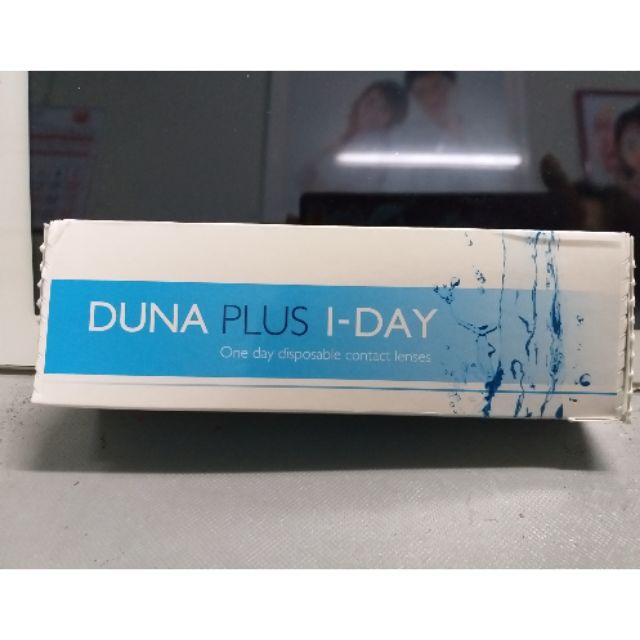 DUNA PLUS I-DAY
One day disposable contact lenses